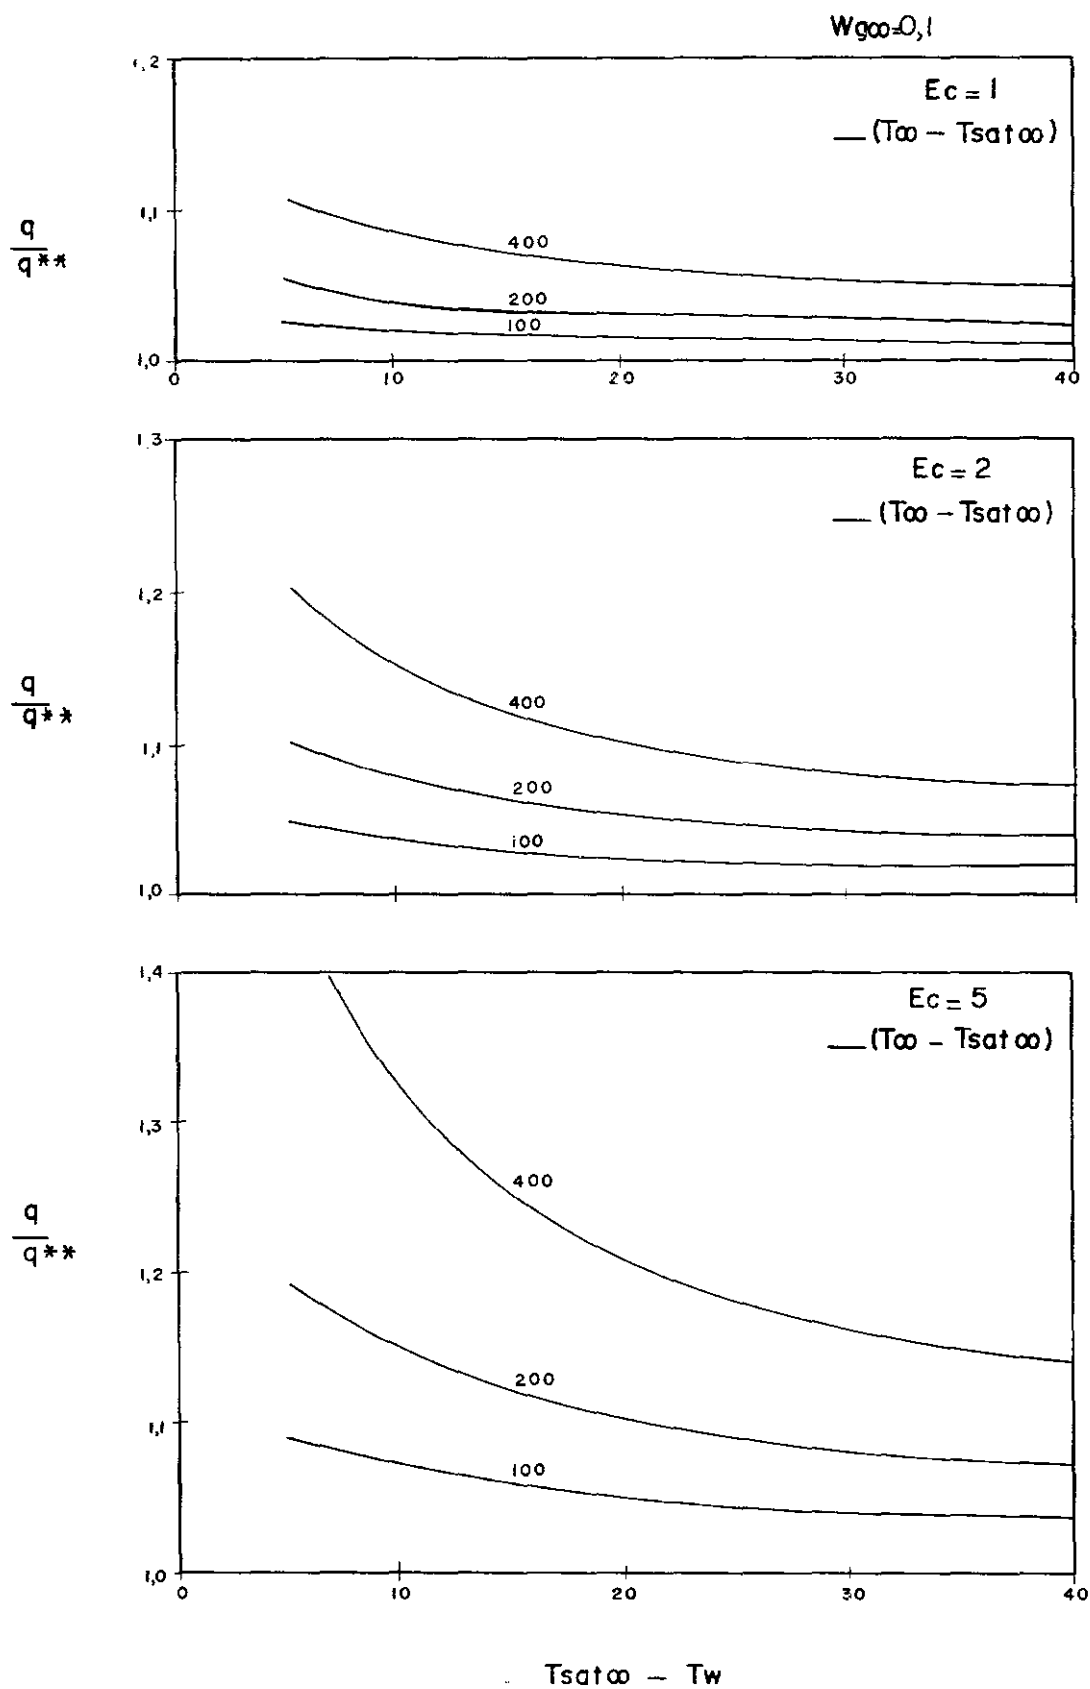 Wg∞=0,1
1,2
Ec = 1
— (T∞ - Tsat∞)
1,1
q
q**
400
200
100
1,0
0 10 20 30 40
1,3
Ec = 2
— (T∞ - Tsat∞)
1,2
q
q**
400
1,1
200
100
1,0
1,4
Ec = 5
— (T∞ - Tsat∞)
1,3
400
q
q**
1,2
200
1,1
100
1,0
0 10 20 30 40
Tsat∞ - Tw